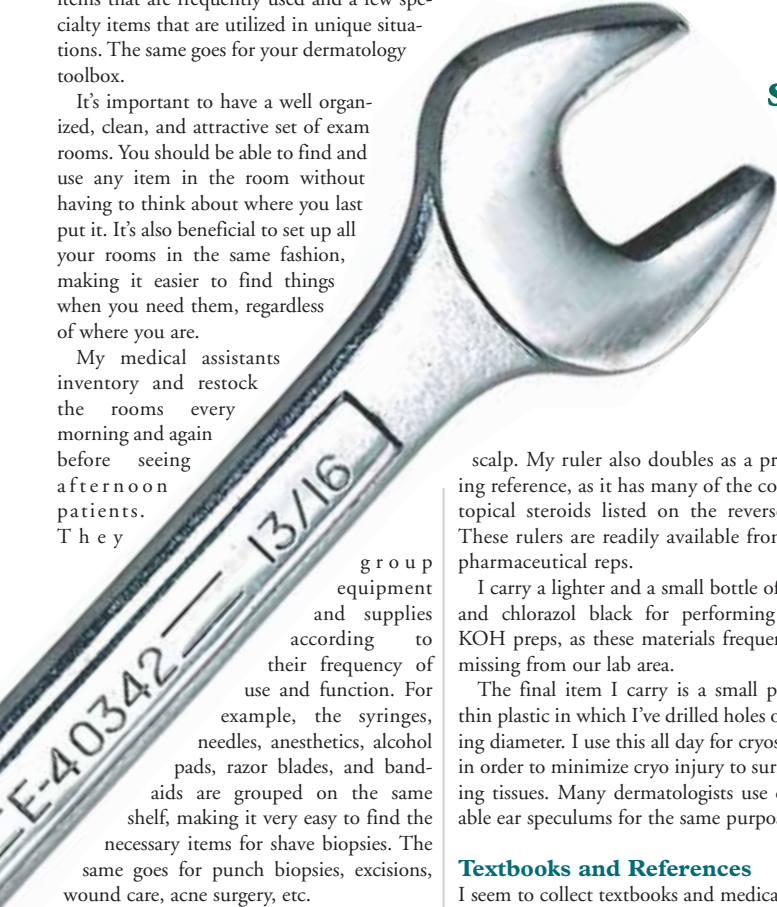 items that are frequently used and a few spe-
cialty items that are utilized in unique situa-
tions. The same goes for your dermatology
toolbox.
It's important to have a well organ-
ized, clean, and attractive set of exam
rooms. You should be able to find and
use any item in the room without
having to think about where you last
put it. It's also beneficial to set up all
your rooms in the same fashion,
making it easier to find things
when you need them, regardless
of where you are.
My medical assistants
inventory and restock
the rooms every
morning and again
before seeing
afternoon
patients.
They
group
equipment
and supplies
according to
their frequency of
use and function. For
example, the syringes,
needles, anesthetics, alcohol
pads, razor blades, and band-
aids are grouped on the same
shelf, making it very easy to find the
necessary items for shave biopsies. The
same goes for punch biopsies, excisions,
wound care, acne surgery, etc.
13/16
E-40342
scalp. My ruler also doubles as a pr
ing reference, as it has many of the co
topical steroids listed on the revers
These rulers are readily available from
pharmaceutical reps.
I carry a lighter and a small bottle of
and chlorazol black for performing
KOH preps, as these materials frequen
missing from our lab area.
The final item I carry is a small p
thin plastic in which I've drilled holes o
ing diameter. I use this all day for cryos
in order to minimize cryo injury to sur
ing tissues. Many dermatologists use
able ear speculums for the same purpo
Textbooks and References
I seem to collect textbooks and medica